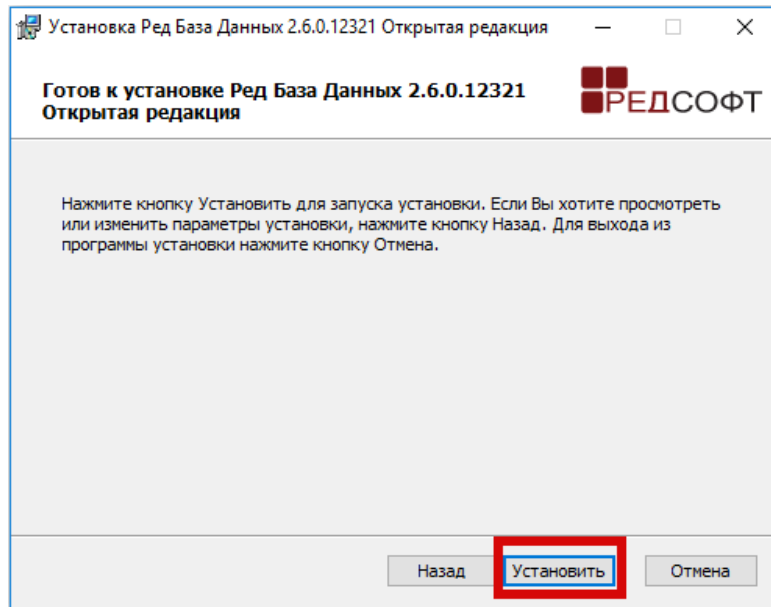 Установка Ред База Данных 2.6.0.12321 Открытая редакция
Готов к установке Ред База Данных 2.6.0.12321
Открытая редакция
РЕДСОФТ
Нажмите кнопку Установить для запуска установки. Если Вы хотите просмотреть
или изменить параметры установки, нажмите кнопку Назад. Для выхода из
программы установки нажмите кнопку Отмена.
Назад Установить Отмена